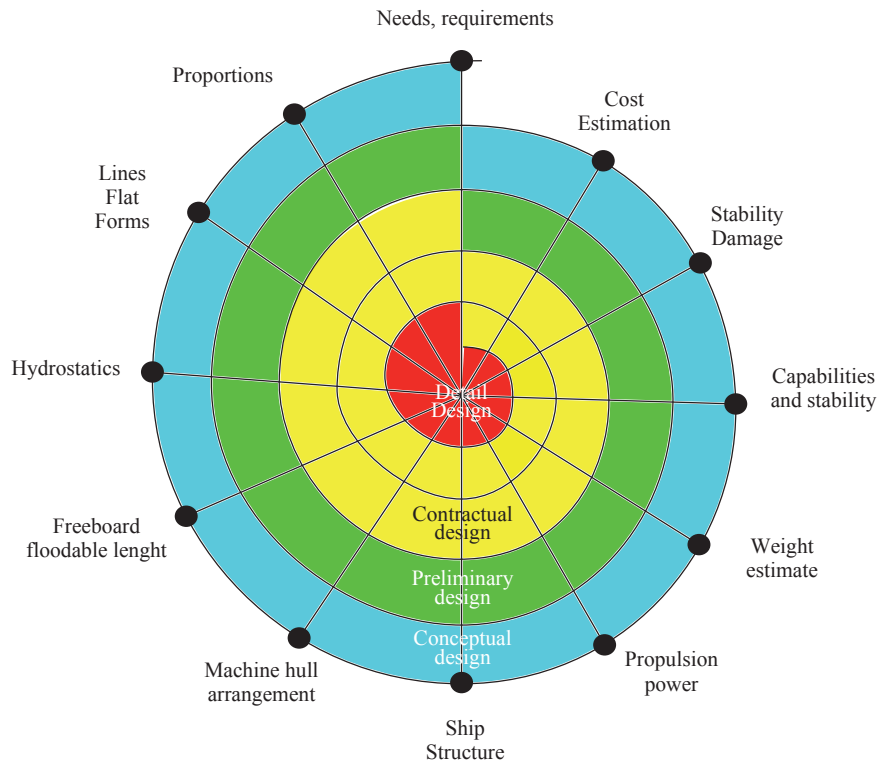 Needs, requirements
Proportions
Cost
Estimation
Lines
Flat
Forms
Stability
Damage
Hydrostatics
Capabilities
and stability
Detail
Design
Freeboard
floodable lenght
Contractual
design
Weight
estimate
Preliminary
design
Conceptual
design
Machine hull
arrangement
Propulsion
power
Ship
Structure